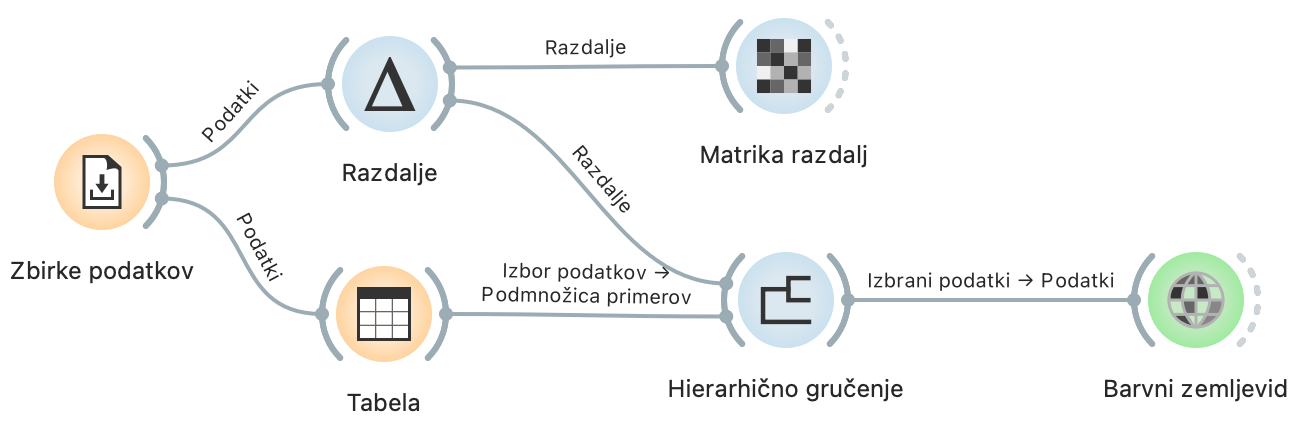 Razdalje
Podatki
Matrika razdalj
Razdalje
Razdalje
Zbirke podatkov
Podatki
Izbor podatkov →
Podmnožica primerov
Izbrani podatki → Podatki
Tabela
Hierarhično gručenje
Barvni zemljevid